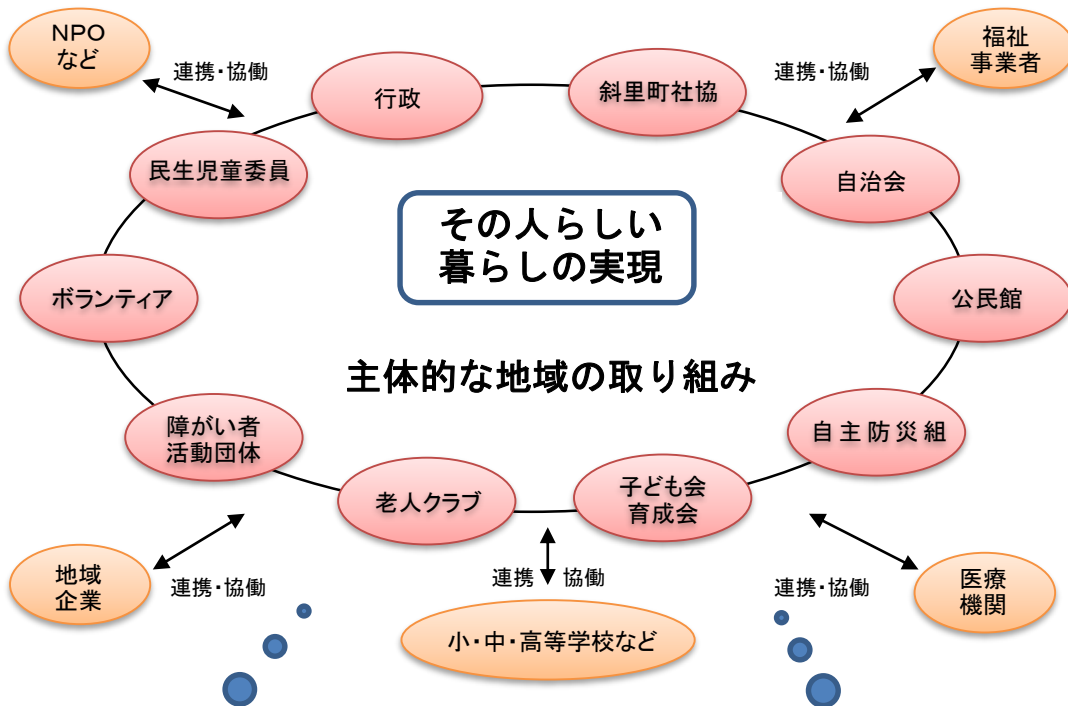 NPO
など
連携・協働
行政
斜里町社協
連携・協働
福祉
事業者
民生児童委員
自治会
その人らしい
暮らしの実現
ボランティア
公民館
主体的な地域の取り組み
障がい者
活動団体
自主防災組
老人クラブ
子ども会
育成会
地域
企業
連携・協働
連携 協働
連携・協働
医療
機関
小・中・高等学校など